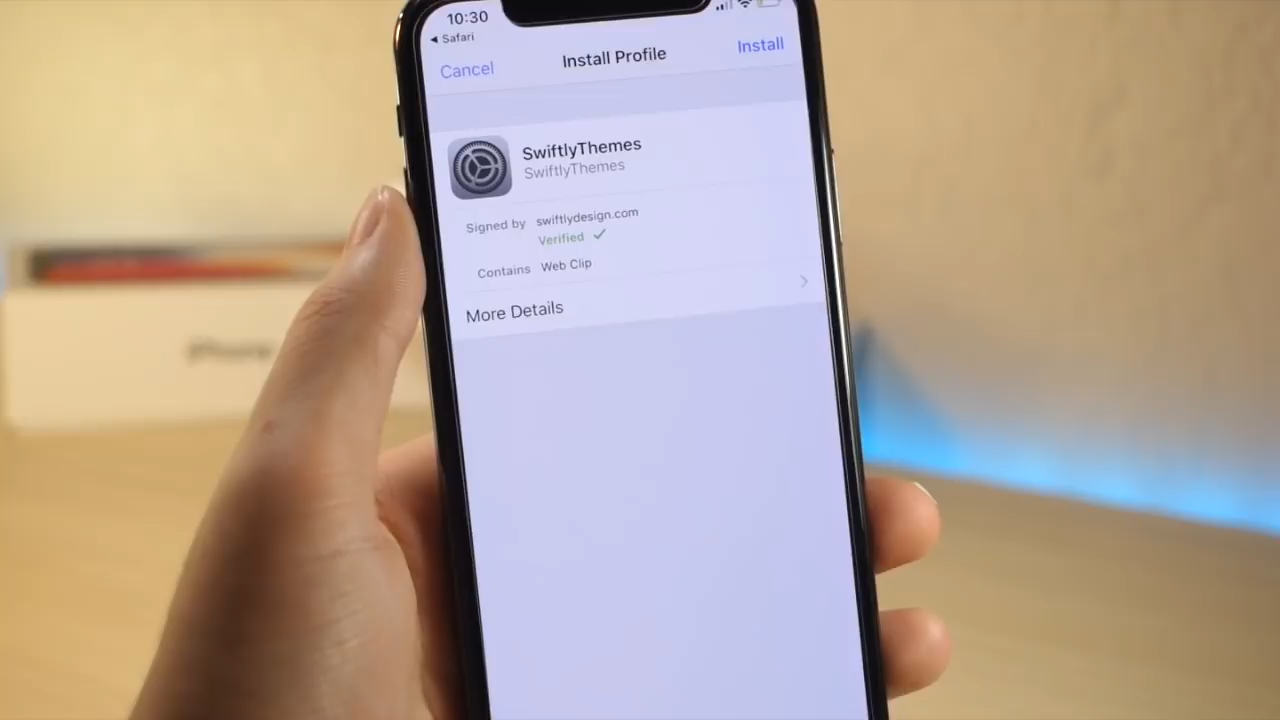 10:30
◀ Safari
Cancel
Install Profile
Install
SwiftlyThemes
SwiftlyThemes
Signed by swiftlydesign.com
Verified ✓
Contains Web Clip
More Details
iPhone